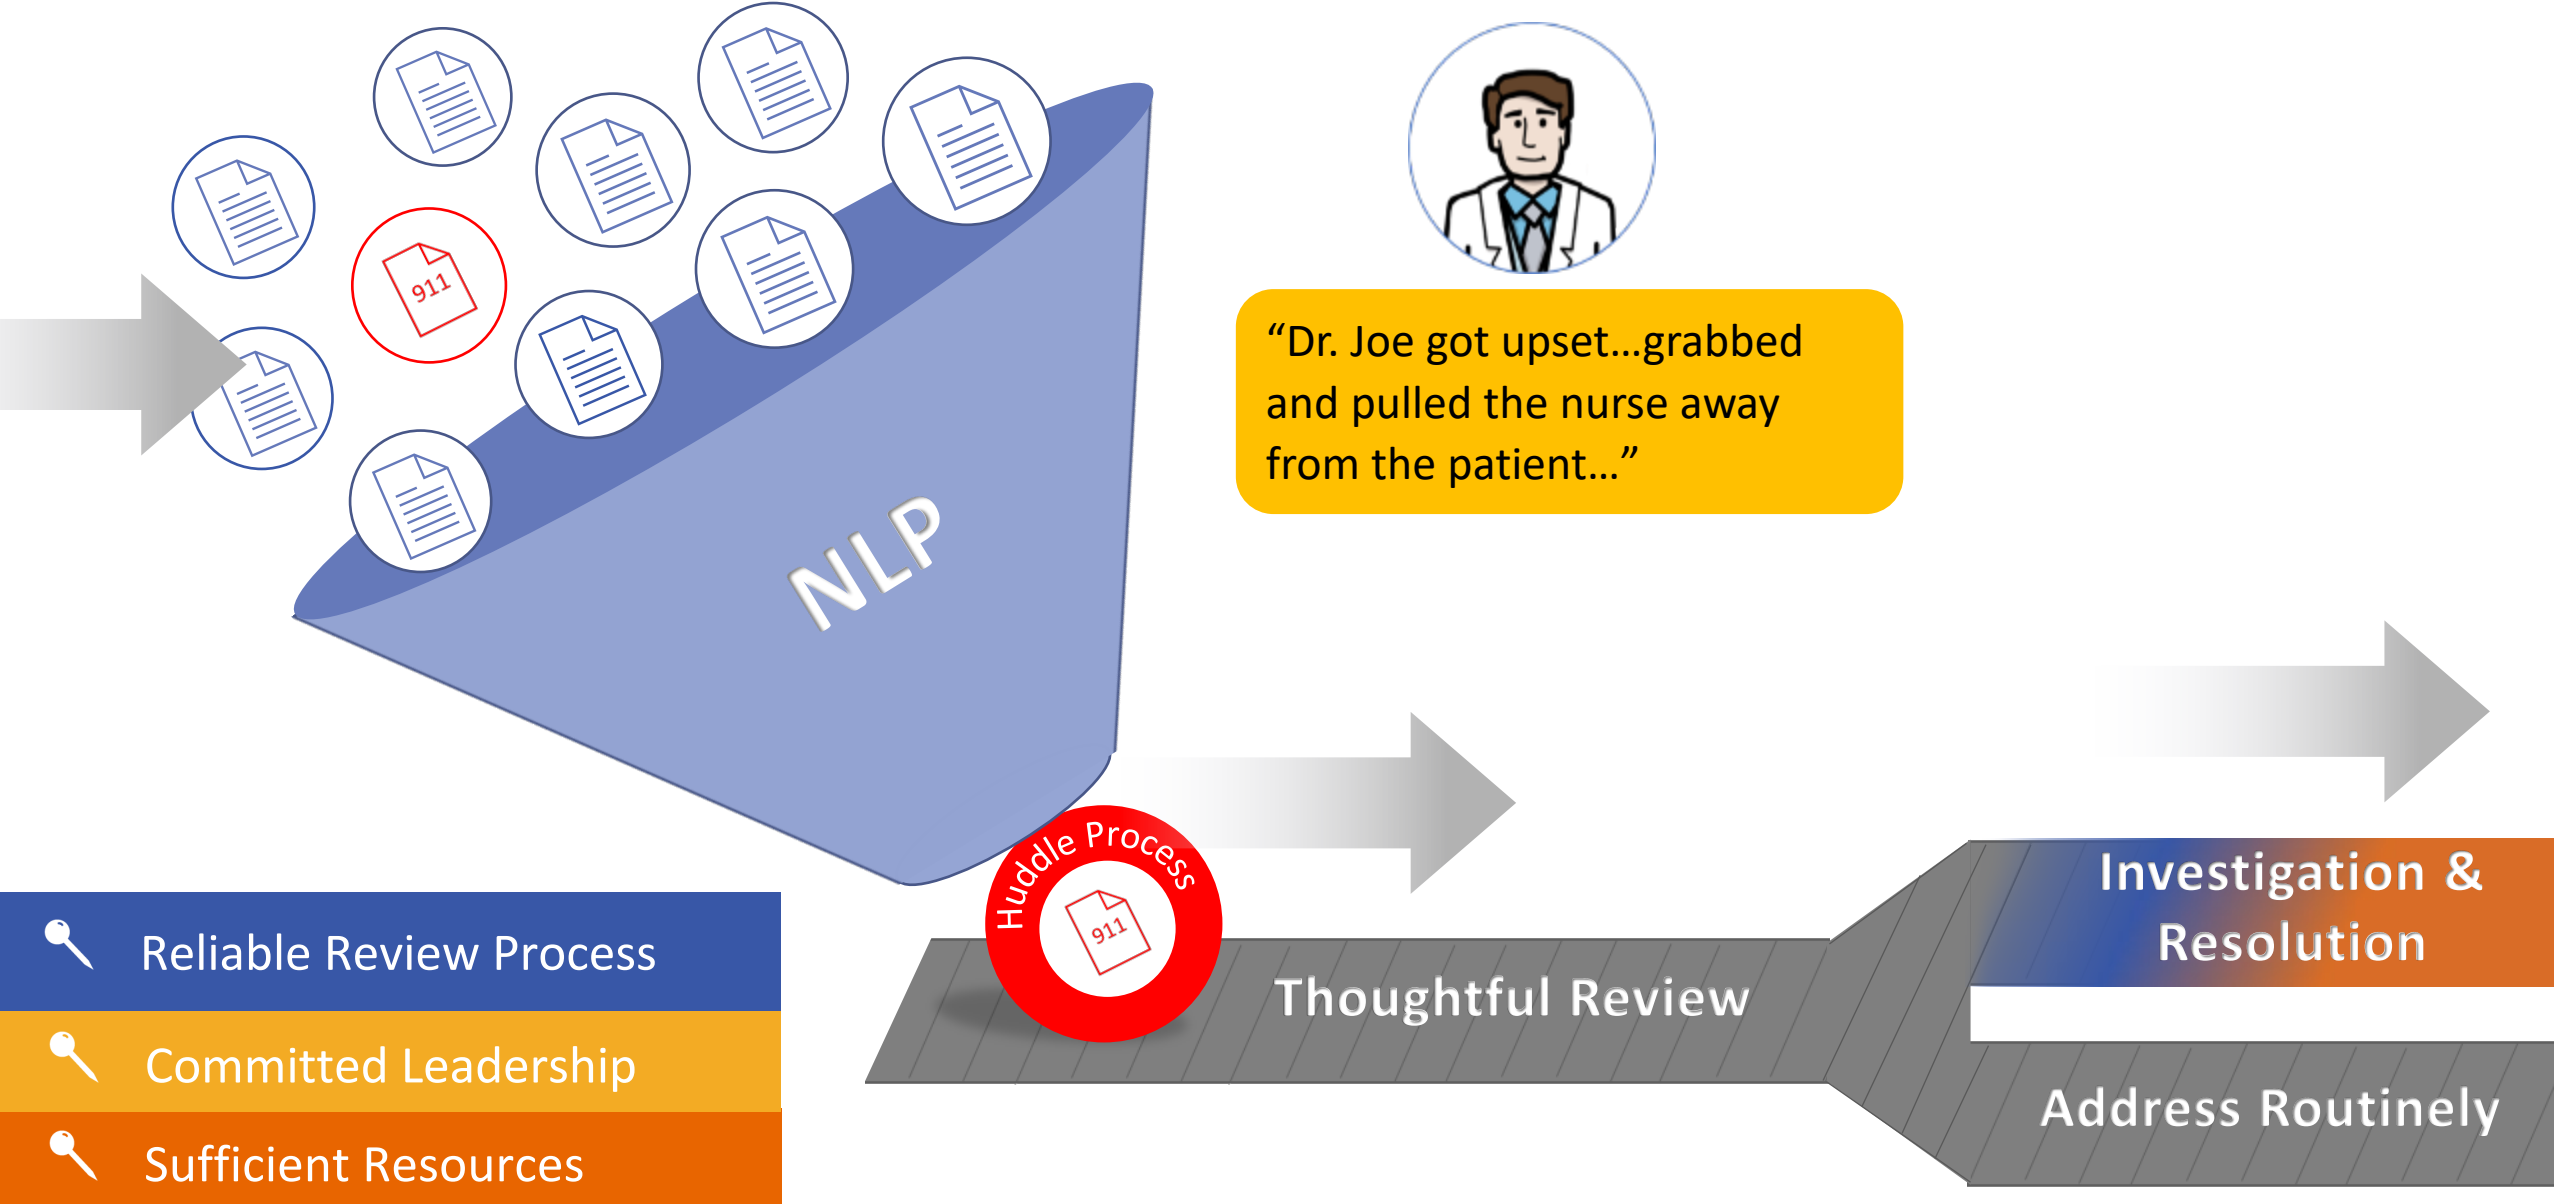 911
“Dr. Joe got upset...grabbed
and pulled the nurse away
from the patient...”
NLP
Huddle Process
911
Thoughtful Review
Investigation &
Resolution
Address Routinely
Reliable Review Process
Committed Leadership
Sufficient Resources